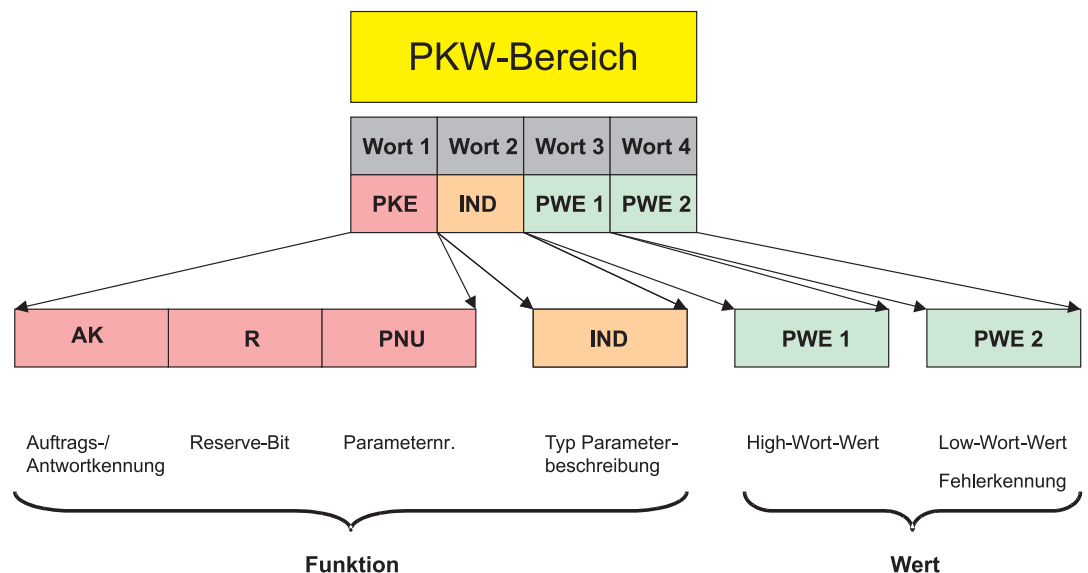 PKW-Bereich
Wort 1 Wort 2 Wort 3 Wort 4
PKE IND PWE 1 PWE 2
AK R PNU IND PWE 1 PWE 2
Auftrags-/ Reserve-Bit Parameternr. Typ Parameter- High-Wort-Wert Low-Wort-Wert
Antwortkennung beschreibung Fehlerkennung
Funktion Wert